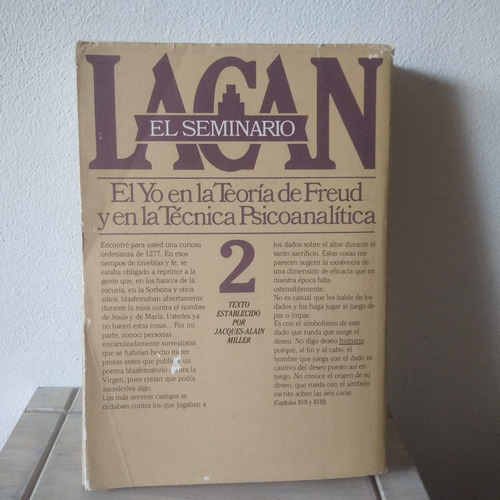 LACAN
EL SEMINARIO
El Yo en la Teoría de Freud
y en la Técnica Psicoanalítica
Encontré para usted una curiosa
ordenanza de 1277. En esos
tiempos de tinieblas y fe, se
estaba obligado a reprimir a la
gente que, en los bancos de la
escuela, en la Sorbona y otros
sitios, blasfemaban abiertamente
durante la misa contra el nombre
de Jesús y de María. Ustedes ya
no hacen estas cosas... Por mi
parte, conocí personas
encarnizadamente surrealistas
que se habrían hecho
presas antes que publicar un
poema blasfematorio contra la
Virgen, pues creían que podía
sucederles algo.
Los más severos castigos se
dictaban contra los que jugaban a
2
TEXTO
ESTABLECIDO
POR
JACQUES-ALAIN
MILLER
los dados sobre el altar durante el
santo sacrificio. Estas cosas me
parecen sugerir la existencia de
una dimensión de eficacia que en
nuestra época falta
ostensiblemente.
No es casual que les hable de los
dados y los haga jugar al juego de
par o impar.
Es con el simbolismo de este
dado que rueda que surge el
deseo. No digo deseo humano
porque, al fin y al cabo, el
hombre que juega con el dado es
cautivo del deseo puesto así en
juego. No conoce el origen de su
deseo, que rueda con el símbolo
escrito sobre las seis caras.
(Capítulos XVII y XVIII)